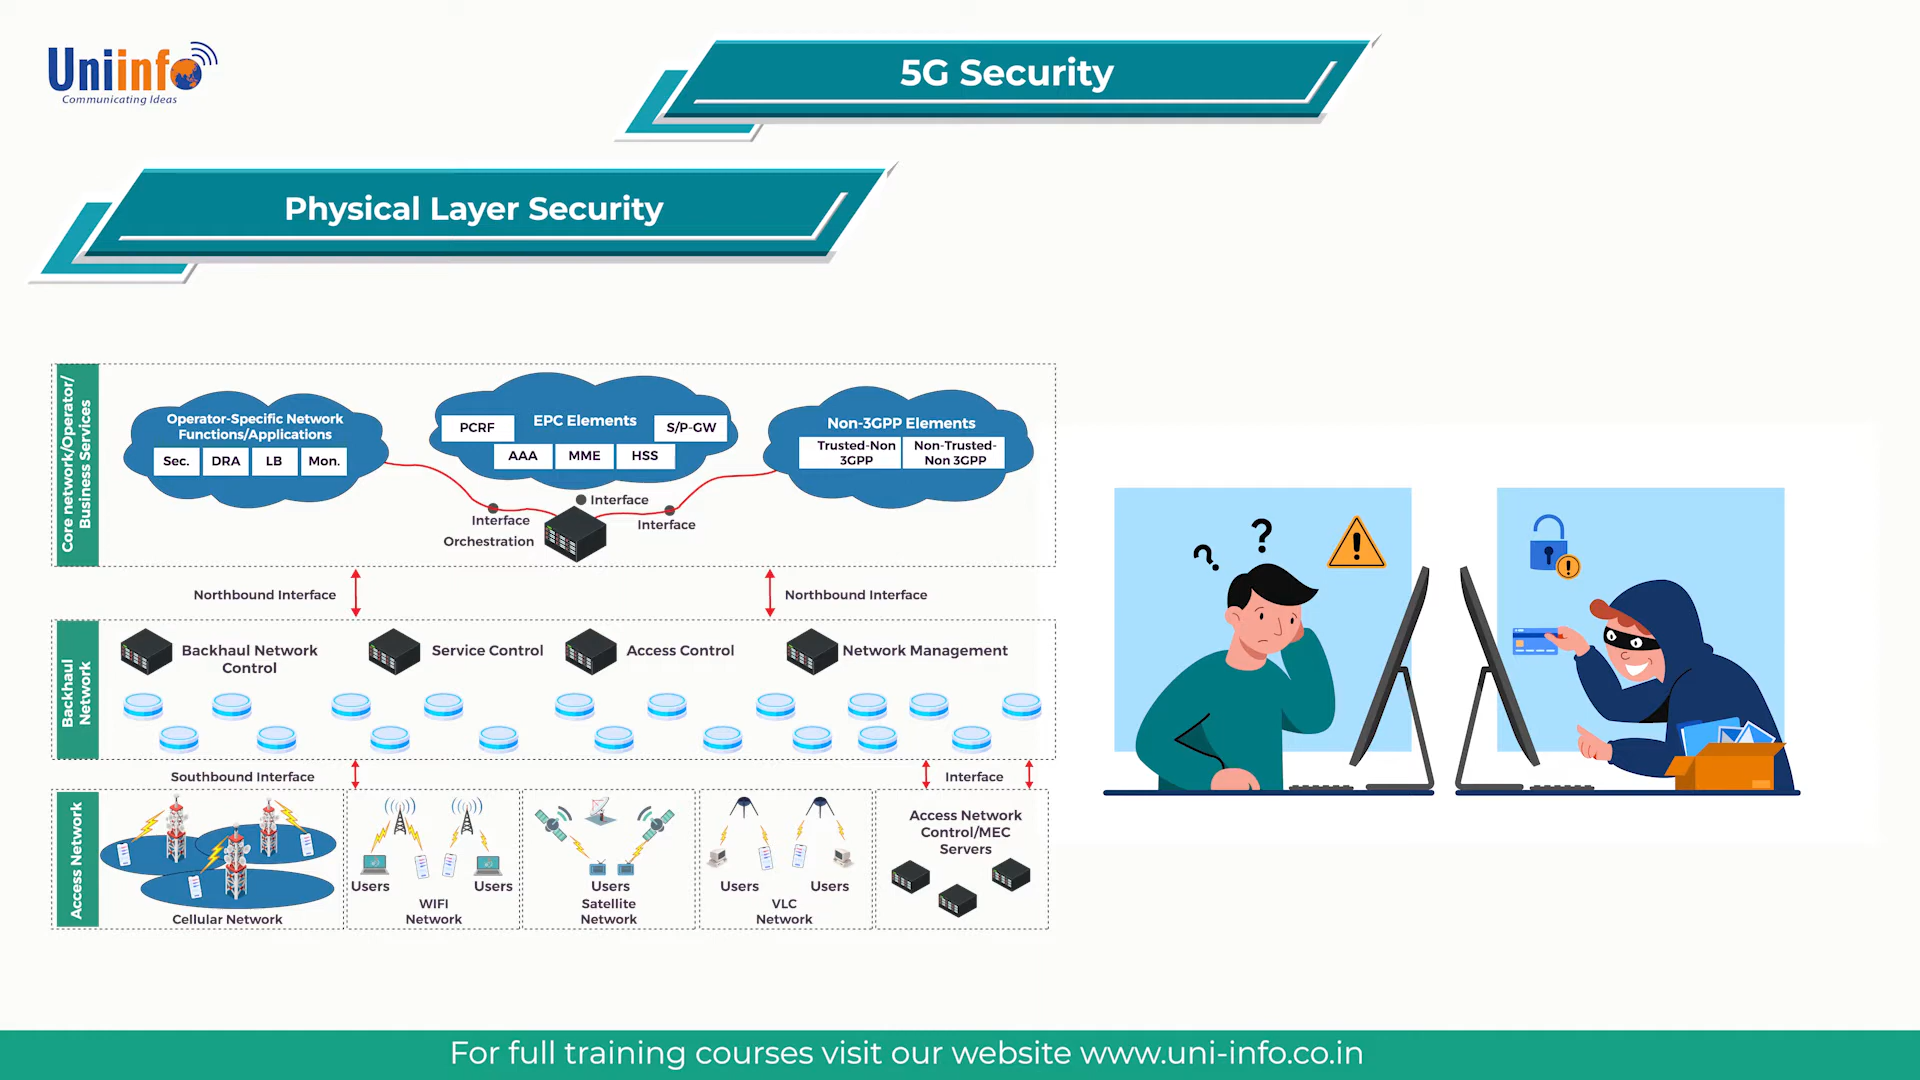 Uniinfo
Communicating Ideas
5G Security
Physical Layer Security
Core network/Operator/
Business Services
Operator-Specific Network
Functions/Applications
Sec.
DRA
LB
Mon.
EPC Elements
PCRF
S/P-GW
AAA
MME
HSS
Non-3GPP Elements
Trusted-Non
3GPP
Non-Trusted-
Non 3GPP
Interface
Interface
Interface
Orchestration
Northbound Interface
Northbound Interface
Backhaul
Network
Backhaul Network
Control
Service Control
Access Control
Network Management
Southbound Interface
Interface
Access Network
Cellular Network
Users
Users
WIFI
Network
Users
Satellite
Network
Users
Users
VLC
Network
Access Network
Control/MEC
Servers
? ?
!
!
For full training courses visit our website www.uni-info.co.in